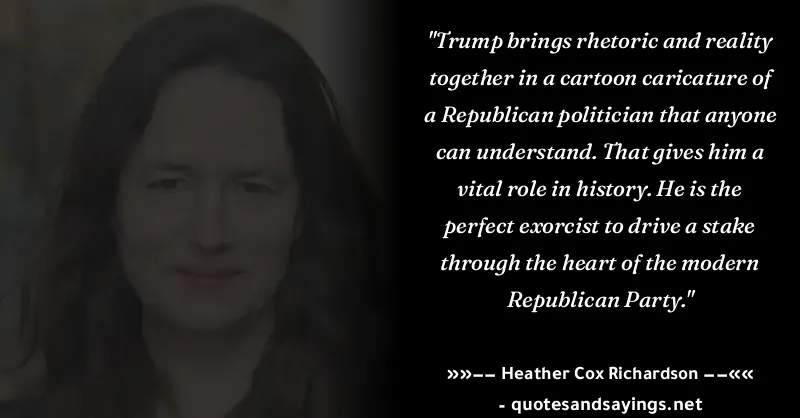 "Trump brings rhetoric and reality
together in a cartoon caricature of
a Republican politician that anyone
can understand. That gives him a
vital role in history. He is the
perfect exorcist to drive a stake
through the heart of the modern
Republican Party."
»»−− Heather Cox Richardson −−««
- quotesandsayings.net